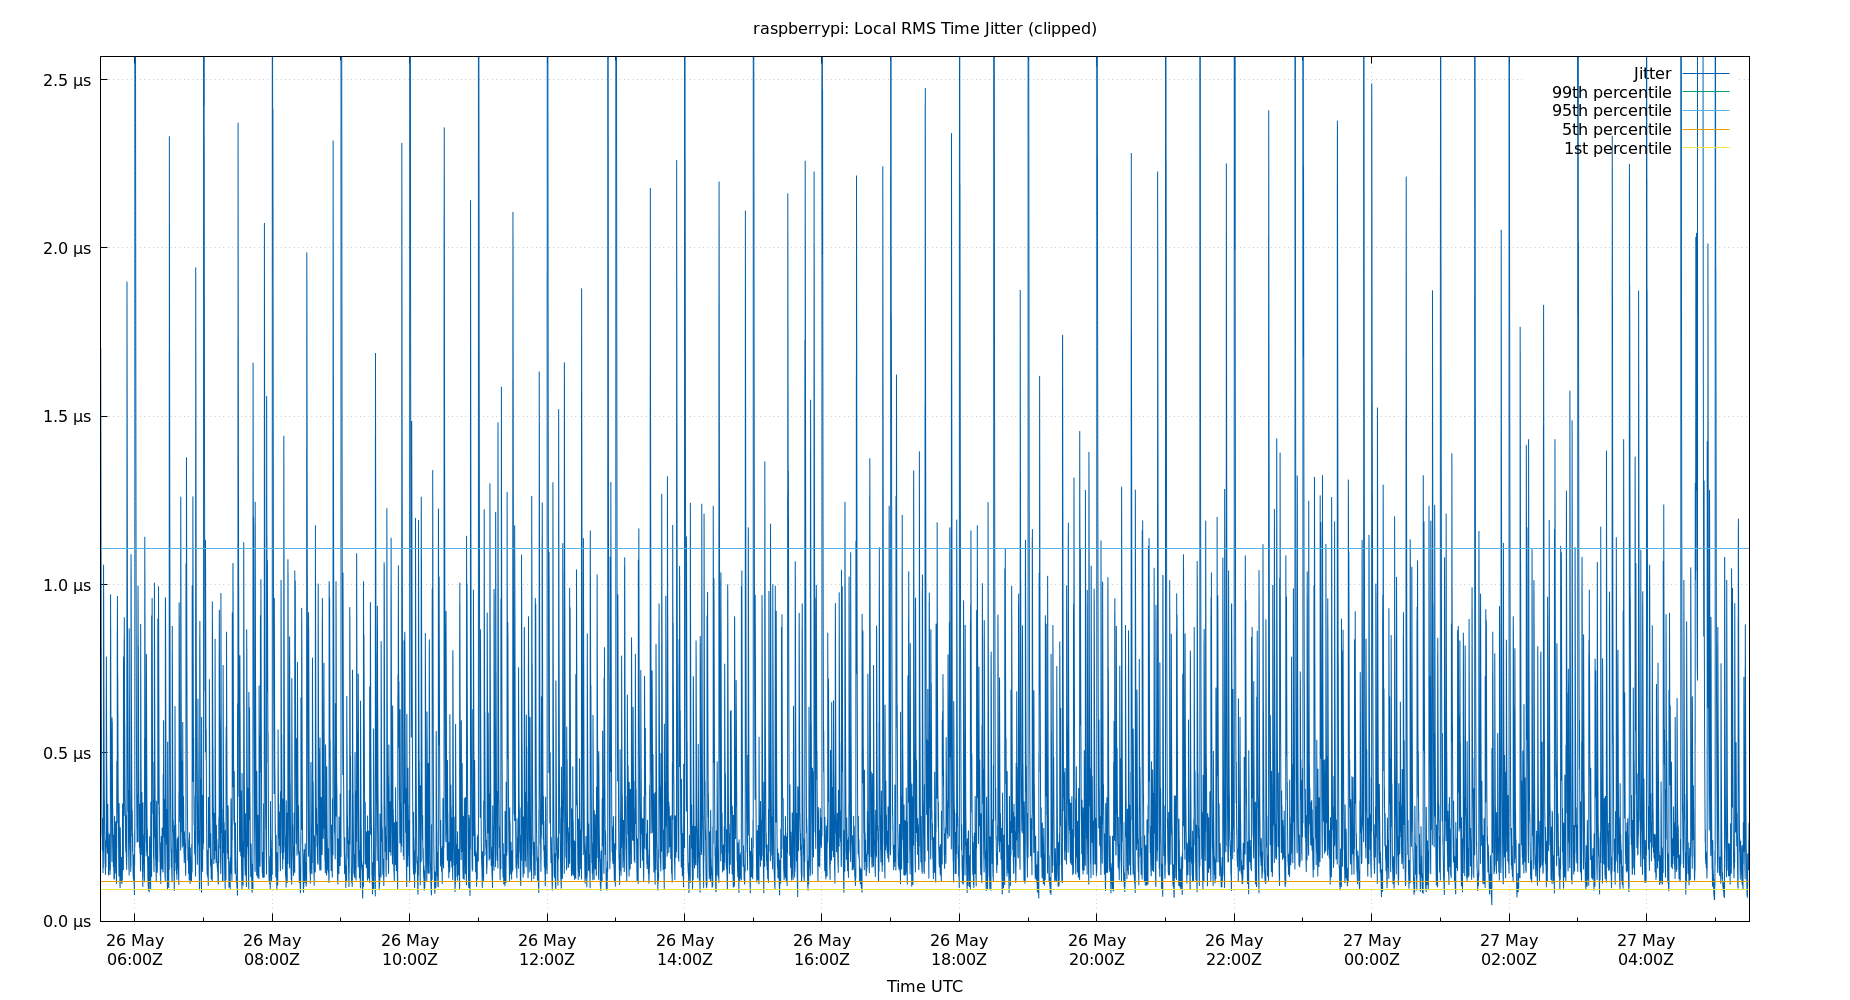 raspberrypi: Local RMS Time Jitter (clipped)
2.5 µs
2.0 µs
1.5 µs
1.0 µs
0.5 µs
0.0 µs
Jitter
99th percentile
95th percentile
5th percentile
1st percentile
26 May 26 May 26 May 26 May 26 May 26 May 26 May 26 May 26 May 27 May 27 May 27 May
06:00Z 08:00Z 10:00Z 12:00Z 14:00Z 16:00Z 18:00Z 20:00Z 22:00Z 00:00Z 02:00Z 04:00Z
Time UTC